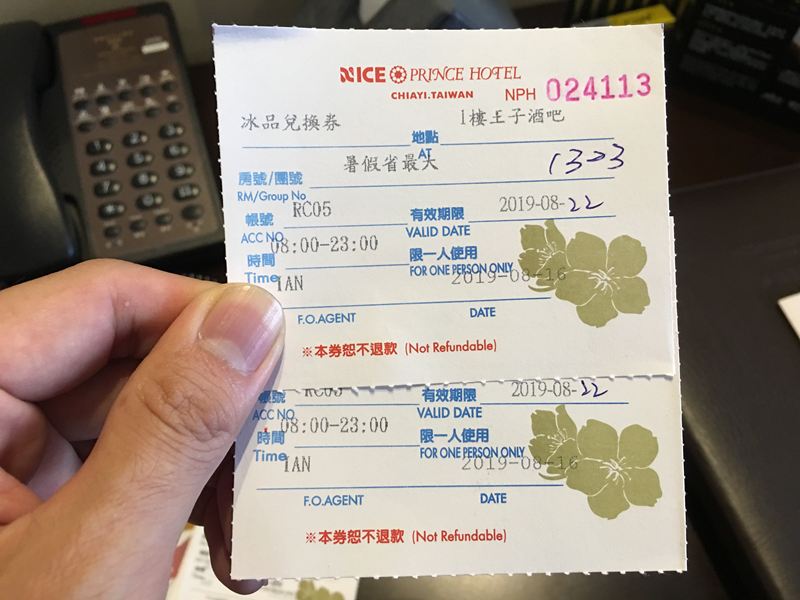 NICE PRINCE HOTEL
CHIAYI.TAIWAN
NPH 024113
冰品兌換券 地點 AT 1樓王子酒吧
房號/團號 暑假省最大 1323
RM/Group No
帳號 RC05 有效期限 2019-08-22
ACC NO VALID DATE
時間 08:00-23:00 限一人使用
Time FOR ONE PERSON ONLY
IAN 2019-08-16
F.O.AGENT DATE
※本券恕不退款 (Not Refundable)
帳號 RC05 有效期限 2019-08-22
ACC NO VALID DATE
時間 08:00-23:00 限一人使用
Time FOR ONE PERSON ONLY
IAN 2019-08-16
F.O.AGENT DATE
※本券恕不退款 (Not Refundable)